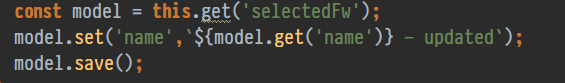 const model = this.get('selectedFw');
model.set('name',`${model.get('name')} - updated`);
model.save();